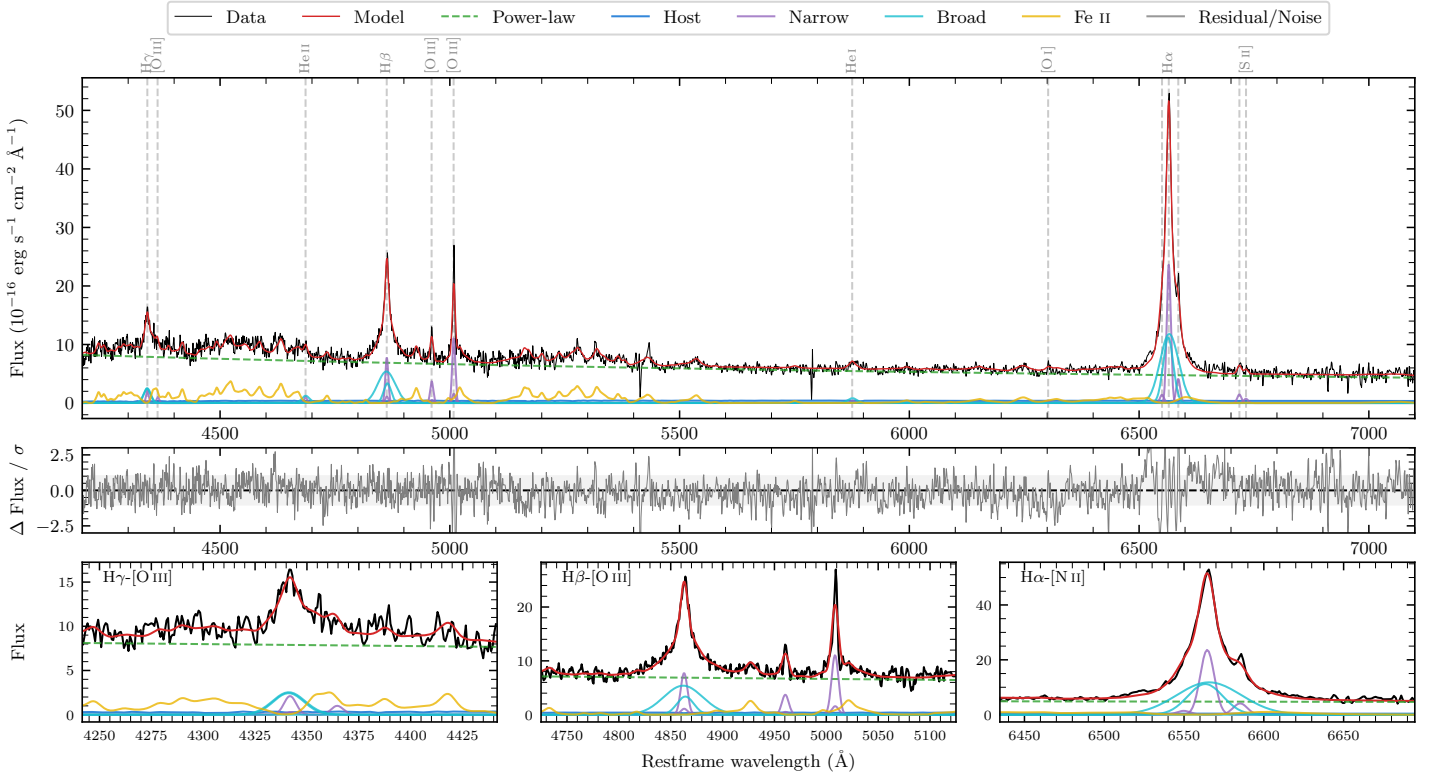 Data Model Power-law Host Narrow Broad Fe II Residual/Noise
Hγ [O III] He II Hβ [O III] [O III] He I [O I] Hα [S II]
Flux (10⁻¹⁶ erg s⁻¹ cm⁻² Å⁻¹)
50
40
30
20
10
0
4500 5000 5500 6000 6500 7000
Δ Flux / σ
2.5
0.0
−2.5
4500 5000 5500 6000 6500 7000
Flux
Hγ-[O III]
15
10
5
0
4250 4275 4300 4325 4350 4375 4400 4425
Hβ-[O III]
20
10
0
4750 4800 4850 4900 4950 5000 5050 5100
Hα-[N II]
40
20
0
6450 6500 6550 6600 6650
Restframe wavelength (Å)